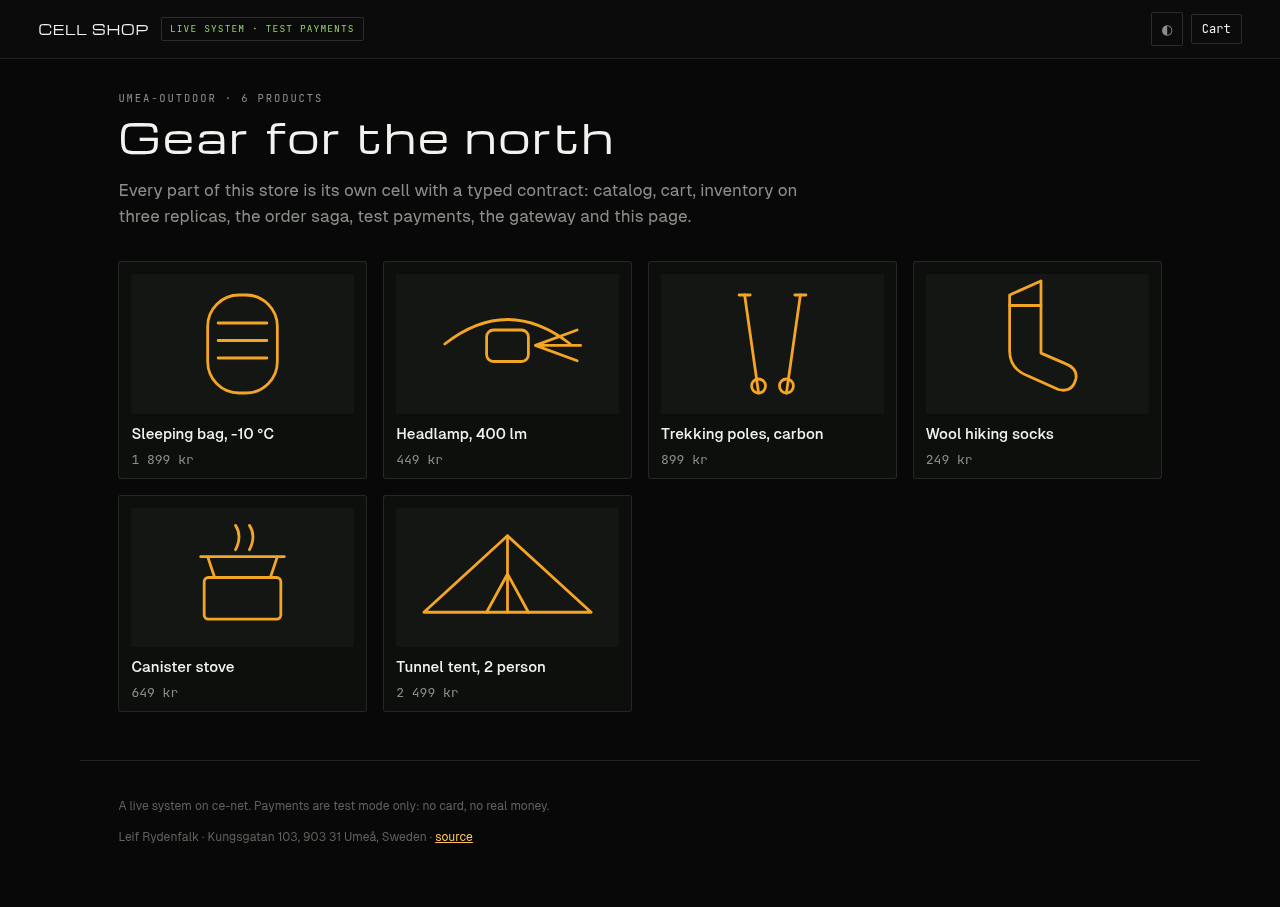 CELL SHOP
LIVE SYSTEM · TEST PAYMENTS
Cart
UMEA-OUTDOOR · 6 PRODUCTS
Gear for the north
Every part of this store is its own cell with a typed contract: catalog, cart, inventory on
three replicas, the order saga, test payments, the gateway and this page.
Sleeping bag, -10 °C
1 899 kr
Headlamp, 400 lm
449 kr
Trekking poles, carbon
899 kr
Wool hiking socks
249 kr
Canister stove
649 kr
Tunnel tent, 2 person
2 499 kr
A live system on ce-net. Payments are test mode only: no card, no real money.
Leif Rydenfalk · Kungsgatan 103, 903 31 Umeå, Sweden · source